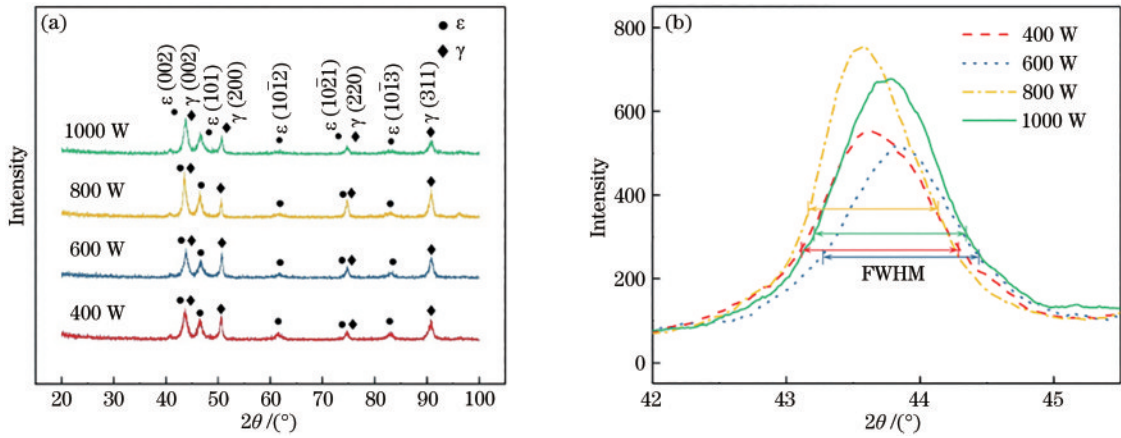 (a)
● ε
◆ γ
ε (002)
γ (002)
ε (101)
γ (200)
ε (101̄2)
ε (102̄1)
γ (220)
ε (101̄3)
γ (311)
1000 W
800 W
600 W
400 W
Intensity
20 30 40 50 60 70 80 90 100
2θ /(°)
(b)
800
700
600
400
200
0
400 W
600 W
800 W
1000 W
FWHM
Intensity
42 43 44 45
2θ /(°)